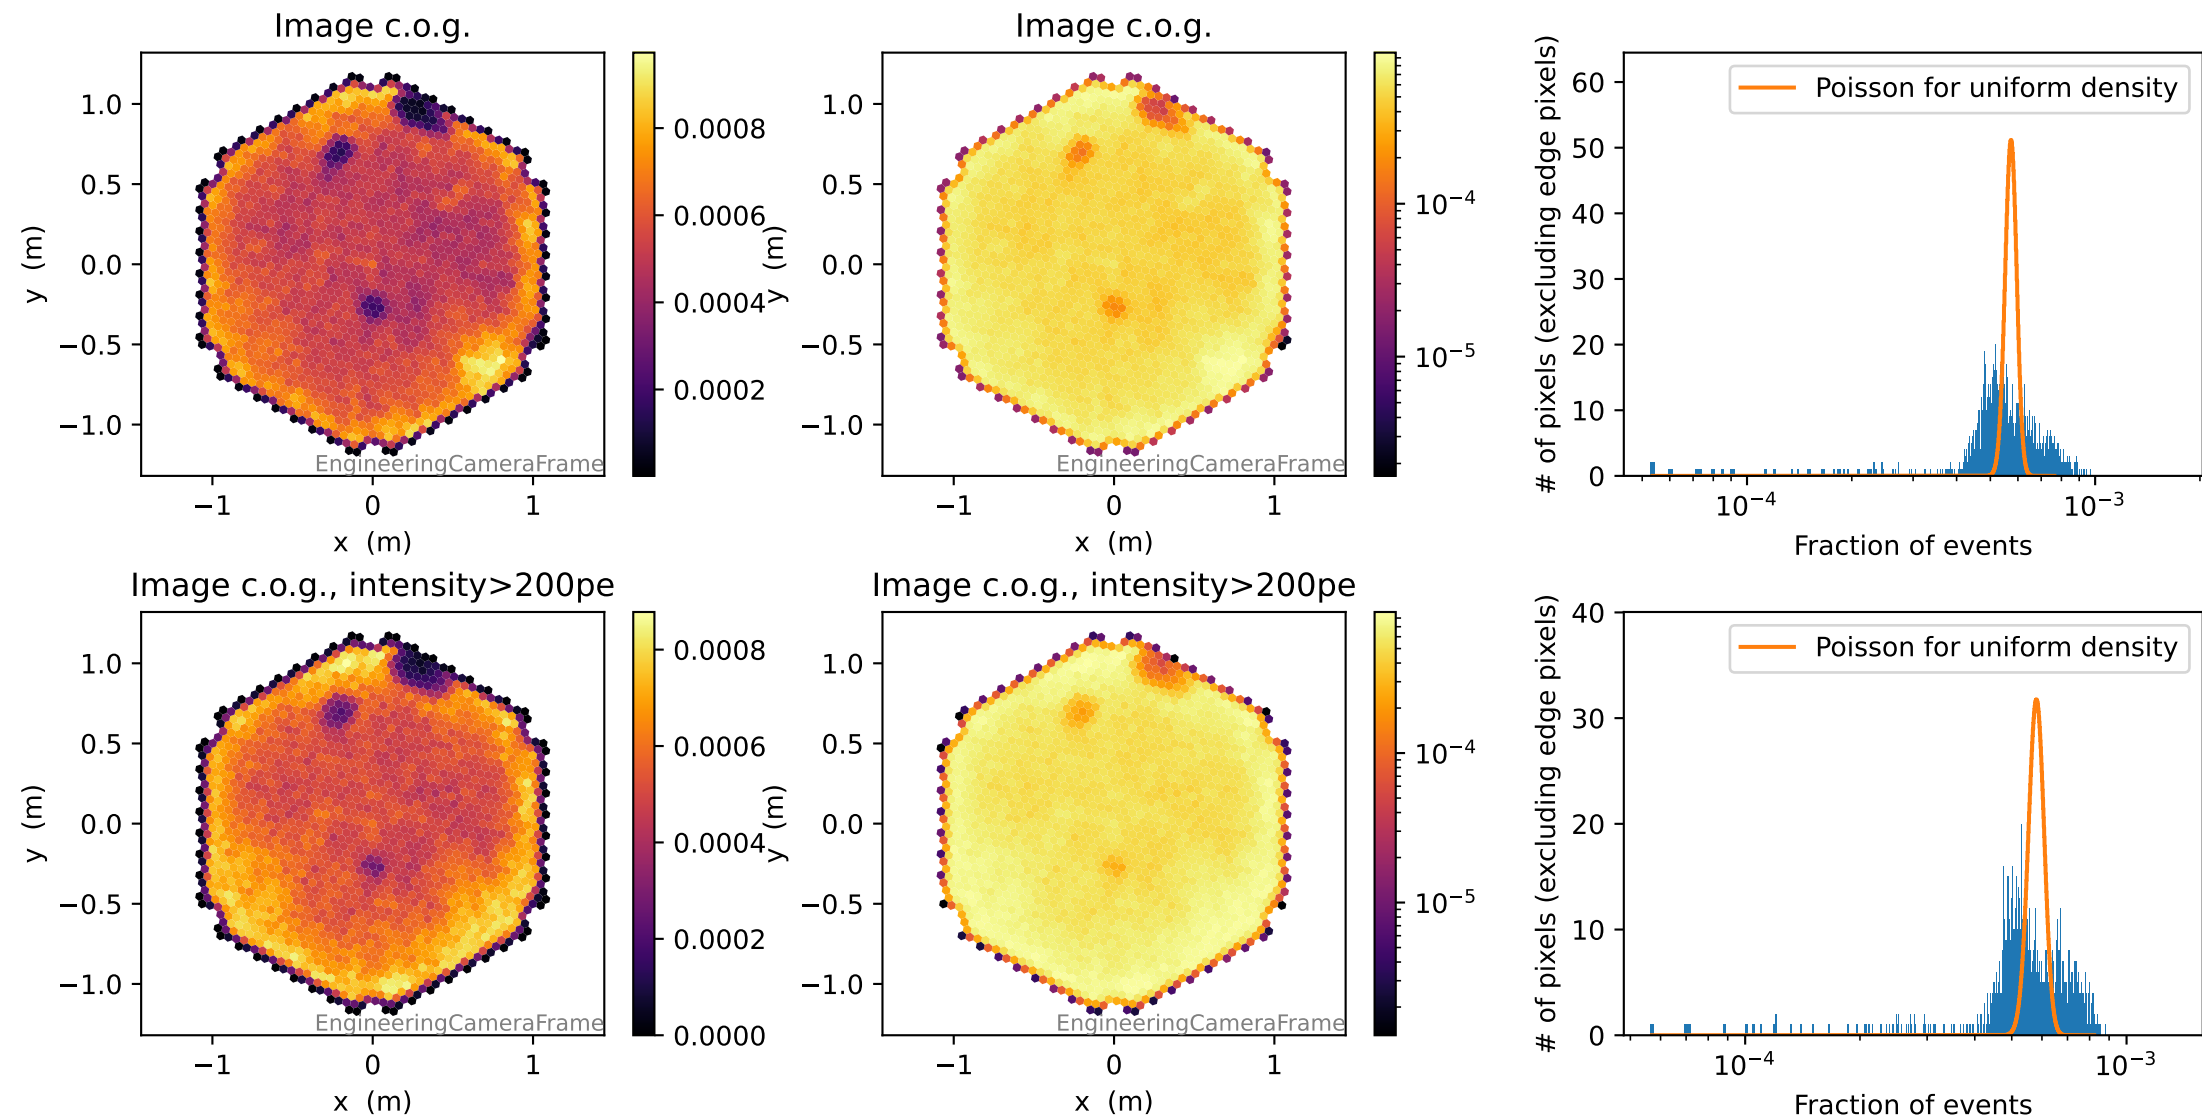 Image c.o.g.
1.0
0.5
0.0
−0.5
−1.0
y (m)
−1
0
1
x (m)
EngineeringCameraFrame
0.0008
0.0006
0.0004
0.0002
Image c.o.g.
1.0
0.5
0.0
−0.5
−1.0
y (m)
−1
0
1
x (m)
EngineeringCameraFrame
10−4
10−5
60
50
40
30
20
10
0
# of pixels (excluding edge pixels)
Poisson for uniform density
10−4
10−3
Fraction of events
Image c.o.g., intensity>200pe
1.0
0.5
0.0
−0.5
−1.0
y (m)
−1
0
1
x (m)
EngineeringCameraFrame
0.0008
0.0006
0.0004
0.0002
0.0000
Image c.o.g., intensity>200pe
1.0
0.5
0.0
−0.5
−1.0
y (m)
−1
0
1
x (m)
EngineeringCameraFrame
10−4
10−5
40
30
20
10
0
# of pixels (excluding edge pixels)
Poisson for uniform density
10−4
10−3
Fraction of events